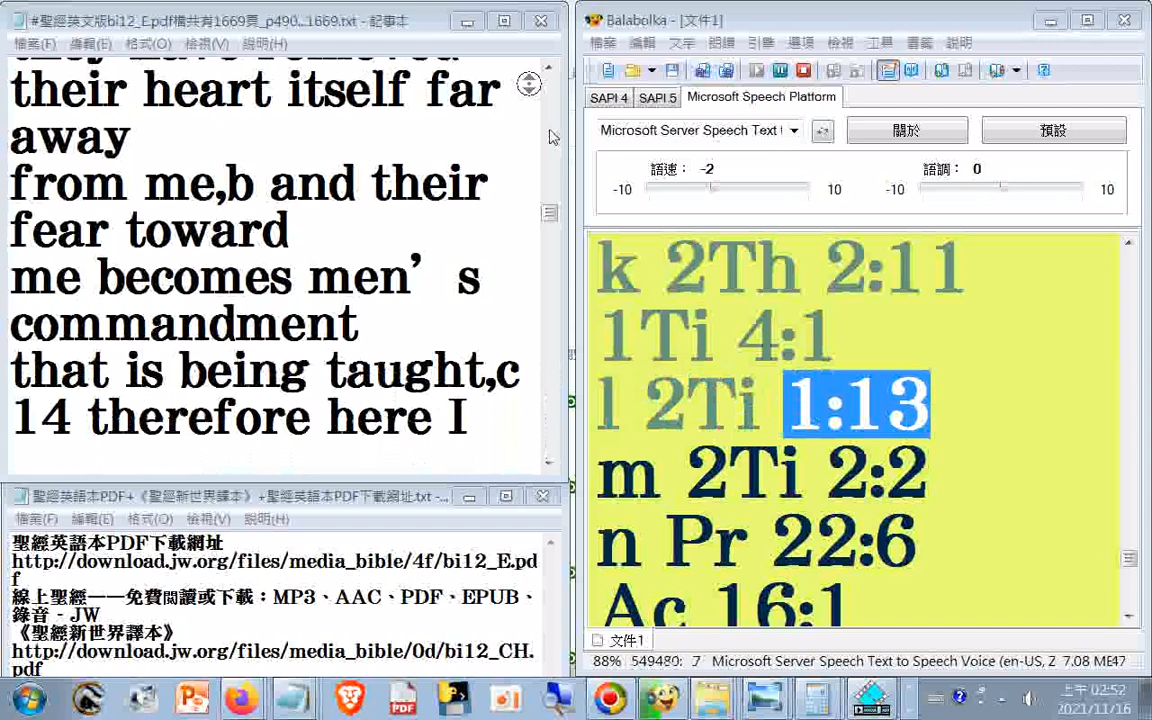 #聖經英文版bi12_E.pdf檔共有1669頁_p490...1669.txt - 記事本
檔案(F) 編輯(E) 格式(O) 檢視(V) 說明(H)
their heart itself far
away
from me,b and their
fear toward
me becomes men’s
commandment
that is being taught,c
14 therefore here I
聖經英語本PDF+《聖經新世界譯本》+聖經英語本PDF下載網址.txt -...
檔案(F) 編輯(E) 格式(O) 檢視(V) 說明(H)
聖經英語本PDF下載網址
http://download.jw.org/files/media_bible/4f/bi12_E.pd
f
線上聖經——免費閱讀或下載：MP3、AAC、PDF、EPUB、
錄音 - JW
《聖經新世界譯本》
http://download.jw.org/files/media_bible/0d/bi12_CH.
pdf
Balabolka - [文件1]
檔案 編輯 文字 朗讀 引擎 選項 檢視 工具 書籤 說明
SAPI 4 SAPI 5 Microsoft Speech Platform
Microsoft Server Speech Text 關於 預設
語速： -2 語調： 0
-10 10 -10 10
k 2Th 2:11
1Ti 4:1
l 2Ti 1:13
m 2Ti 2:2
n Pr 22:6
Ac 16:1
文件1
88% 549480: 7 Microsoft Server Speech Text to Speech Voice (en-US, Z 7.08 ME47
PDF
上午 02:52
2021/11/16